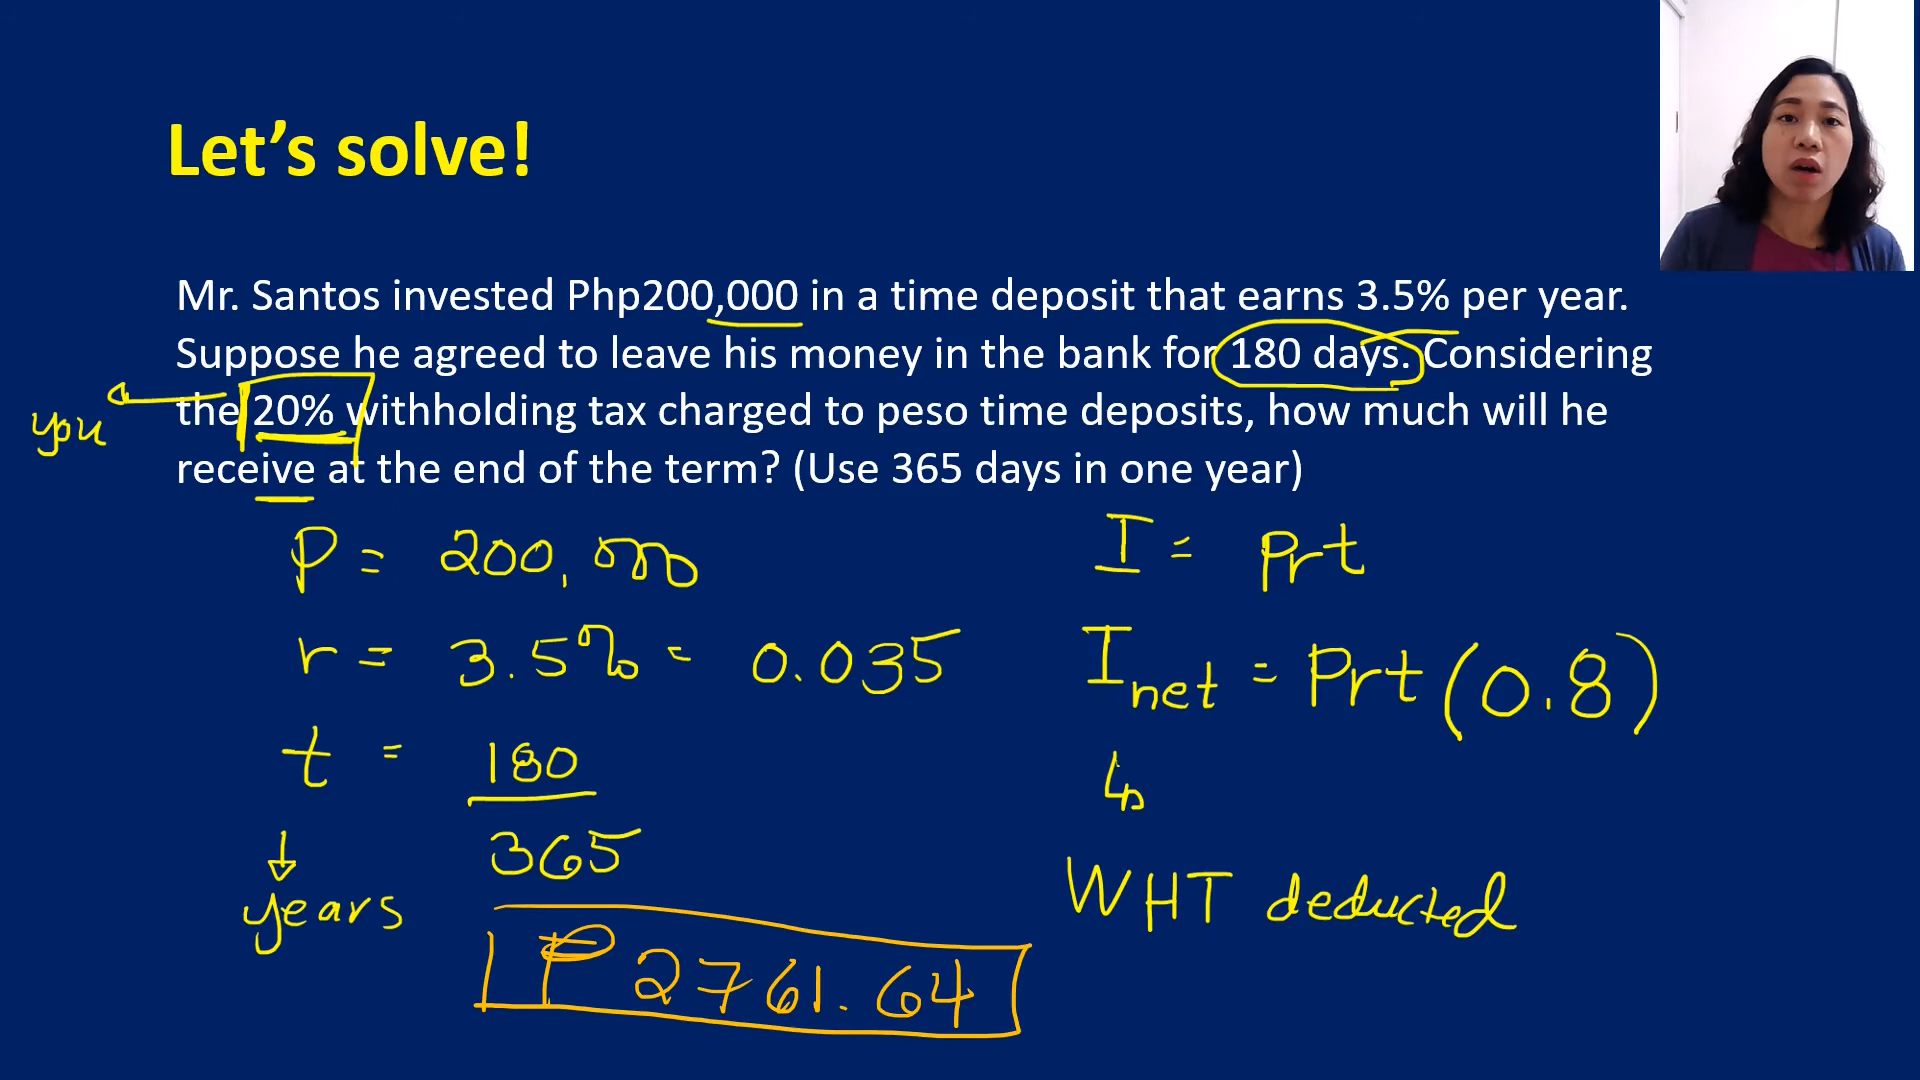 Let’s solve!
Mr. Santos invested Php200,000 in a time deposit that earns 3.5% per year.
Suppose he agreed to leave his money in the bank for 180 days. Considering
the 20% withholding tax charged to peso time deposits, how much will he
you
receive at the end of the term? (Use 365 days in one year)
P = 200,000
I = Prt
r = 3.5% = 0.035
Inet = Prt(0.8)
t = 180
365
years
WHT deducted
₱2761.64